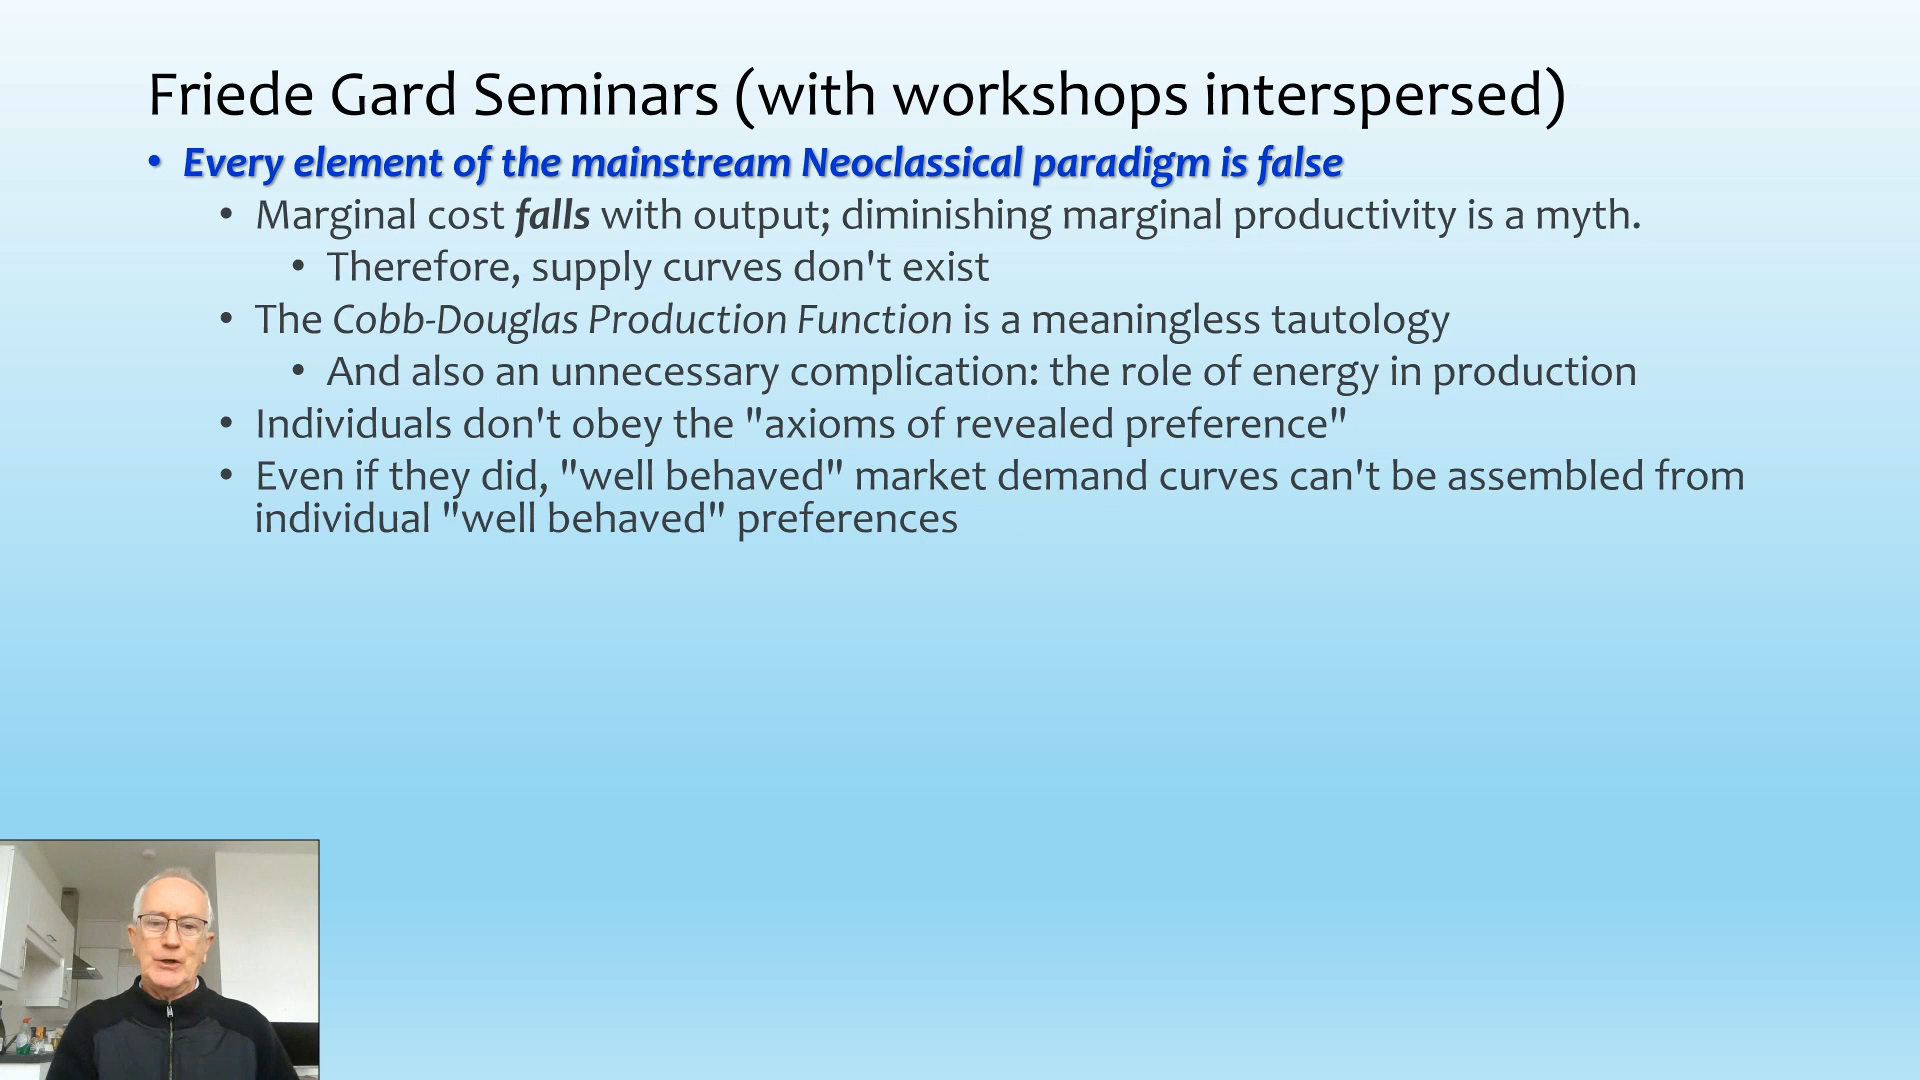 Friede Gard Seminars (with workshops interspersed)
• Every element of the mainstream Neoclassical paradigm is false
• Marginal cost falls with output; diminishing marginal productivity is a myth.
• Therefore, supply curves don't exist
• The Cobb-Douglas Production Function is a meaningless tautology
• And also an unnecessary complication: the role of energy in production
• Individuals don't obey the "axioms of revealed preference"
• Even if they did, "well behaved" market demand curves can't be assembled from
individual "well behaved" preferences